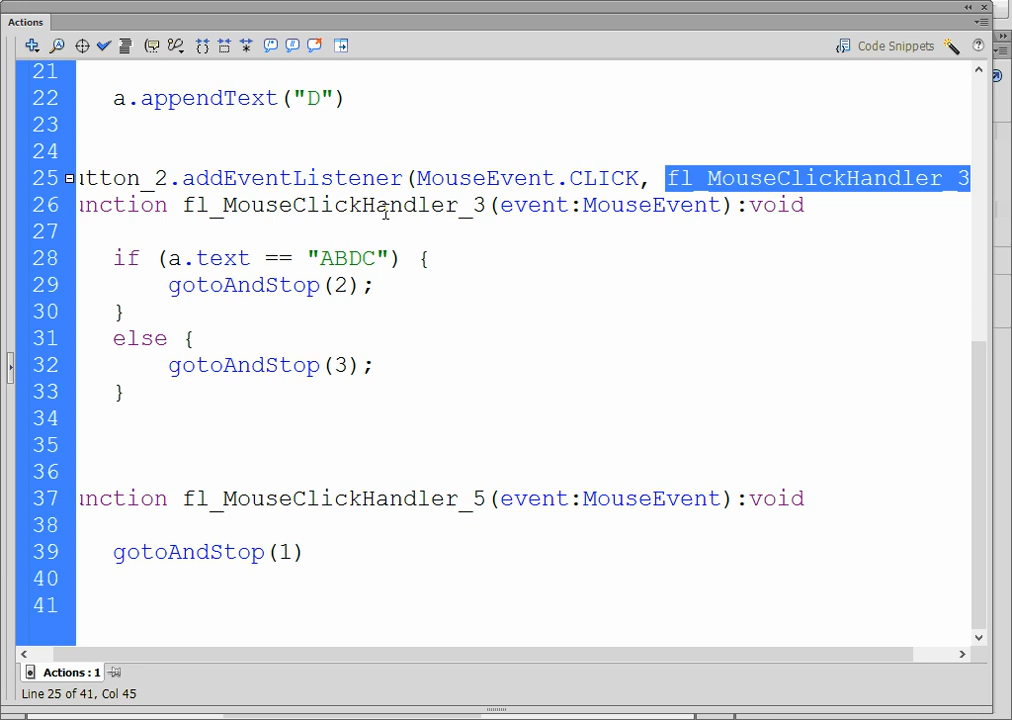 Actions
Code Snippets
21
22 a.appendText("D")
23
24
25 utton_2.addEventListener(MouseEvent.CLICK, fl_MouseClickHandler_3
26 unction fl_MouseClickHandler_3(event:MouseEvent):void
27
28 if (a.text == "ABDC") {
29 gotoAndStop(2);
30 }
31 else {
32 gotoAndStop(3);
33 }
34
35
36
37 unction fl_MouseClickHandler_5(event:MouseEvent):void
38
39 gotoAndStop(1)
40
41
Actions : 1
Line 25 of 41, Col 45